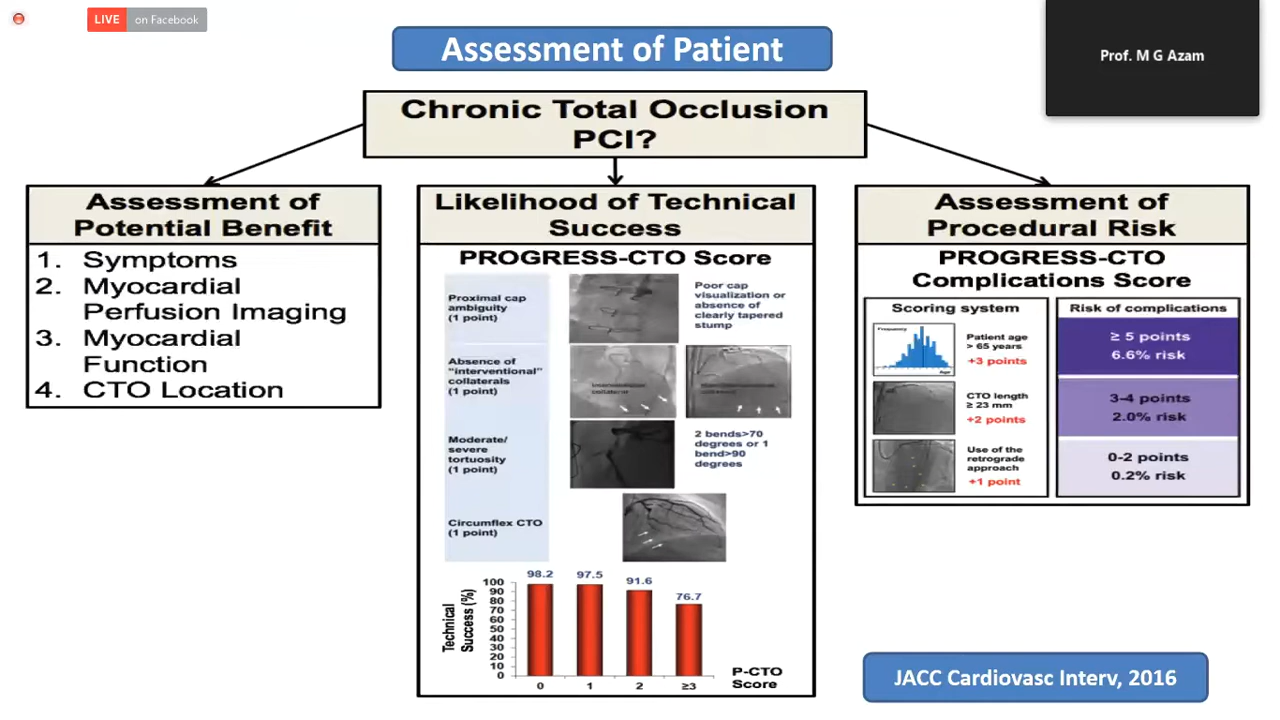 LIVE on Facebook
Assessment of Patient
Prof. M G Azam
Chronic Total Occlusion
PCI?
Assessment of
Potential Benefit
1. Symptoms
2. Myocardial
Perfusion Imaging
3. Myocardial
Function
4. CTO Location
Likelihood of Technical
Success
PROGRESS-CTO Score
Proximal cap
ambiguity
(1 point)
Poor cap
visualization or
absence of
clearly tapered
stump
Absence of
"interventional"
collaterals
(1 point)
Moderate/
severe
tortuosity
(1 point)
2 bends>70
degrees or 1
bend>90
degrees
Circumflex CTO
(1 point)
Technical
Success (%)
100
90
80
70
60
50
40
30
20
10
0
98.2
97.5
91.6
76.7
0
1
2
≥3
P-CTO
Score
Assessment of
Procedural Risk
PROGRESS-CTO
Complications Score
Scoring system
Frequency
Age
Patient age
> 65 years
+3 points
CTO length
≥ 23 mm
+2 points
Use of the
retrograde
approach
+1 point
Risk of complications
≥ 5 points
6.6% risk
3-4 points
2.0% risk
0-2 points
0.2% risk
JACC Cardiovasc Interv, 2016